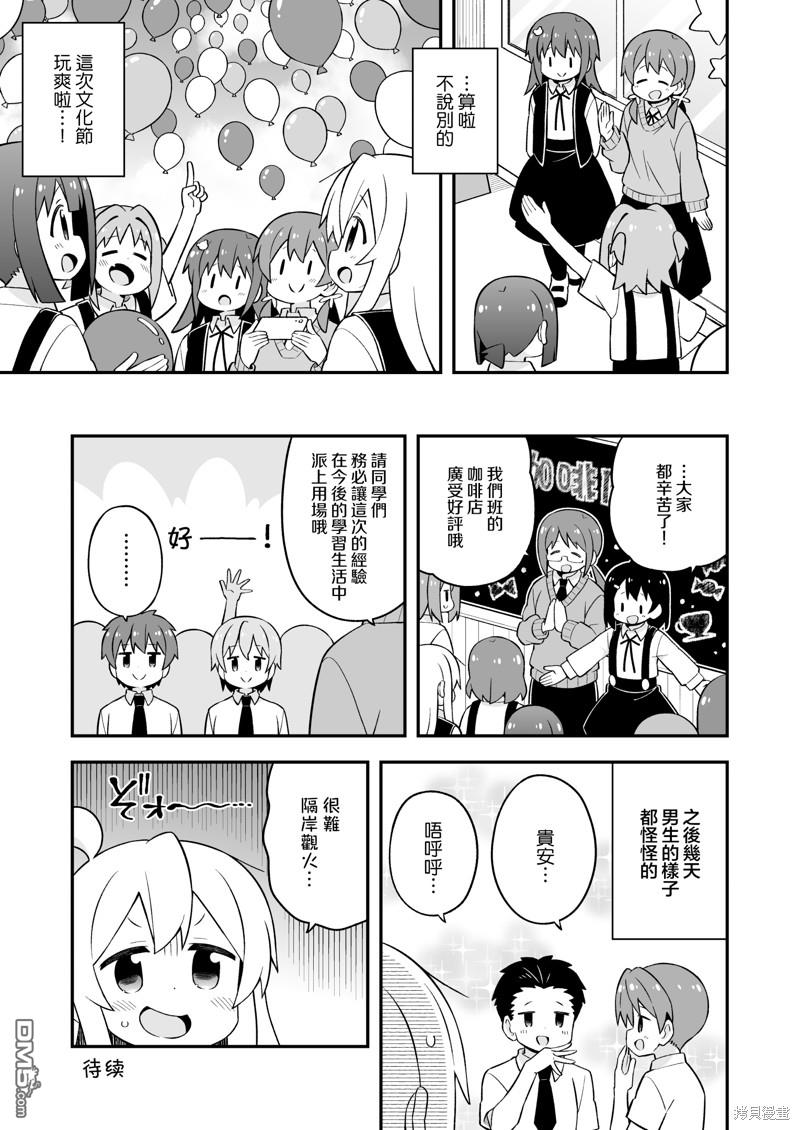 …算啦
不說別的
這次文化節
玩爽啦…！
…大家
都辛苦了！
我們班的
咖啡店
廣受好評哦
咖啡
請同學們
務必讓這次的經驗
在今後的學習生活中
派上用場哦
好——！
………
之後幾天
男生的樣子
都怪怪的
貴安…
唔呼呼…
很難
隔岸觀火…
待续
DM5.com
拷貝漫畫